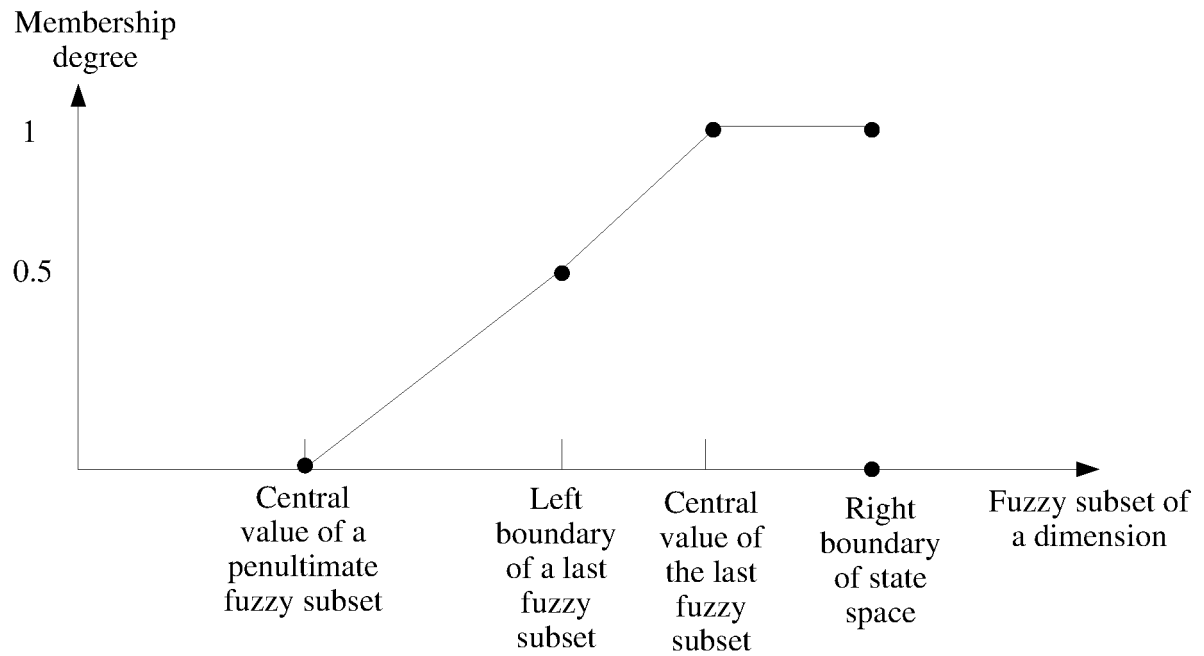 Membership
degree
1
0.5
Central
value of a
penultimate
fuzzy subset
Left
boundary
of a last
fuzzy
subset
Central
value of
the last
fuzzy
subset
Right
boundary
of state
space
Fuzzy subset of
a dimension